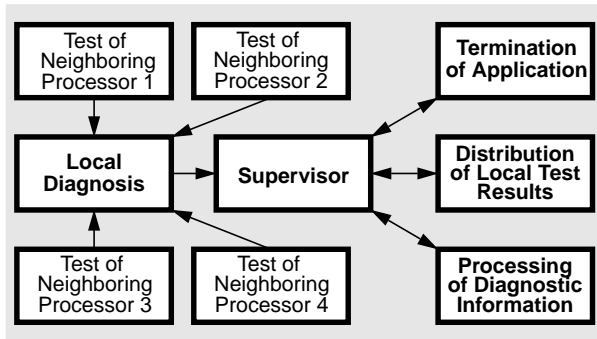 Test of
Neighboring
Processor 1
Test of
Neighboring
Processor 2
Termination
of Application
Local
Diagnosis
Supervisor
Distribution
of Local Test
Results
Test of
Neighboring
Processor 3
Test of
Neighboring
Processor 4
Processing
of Diagnostic
Information